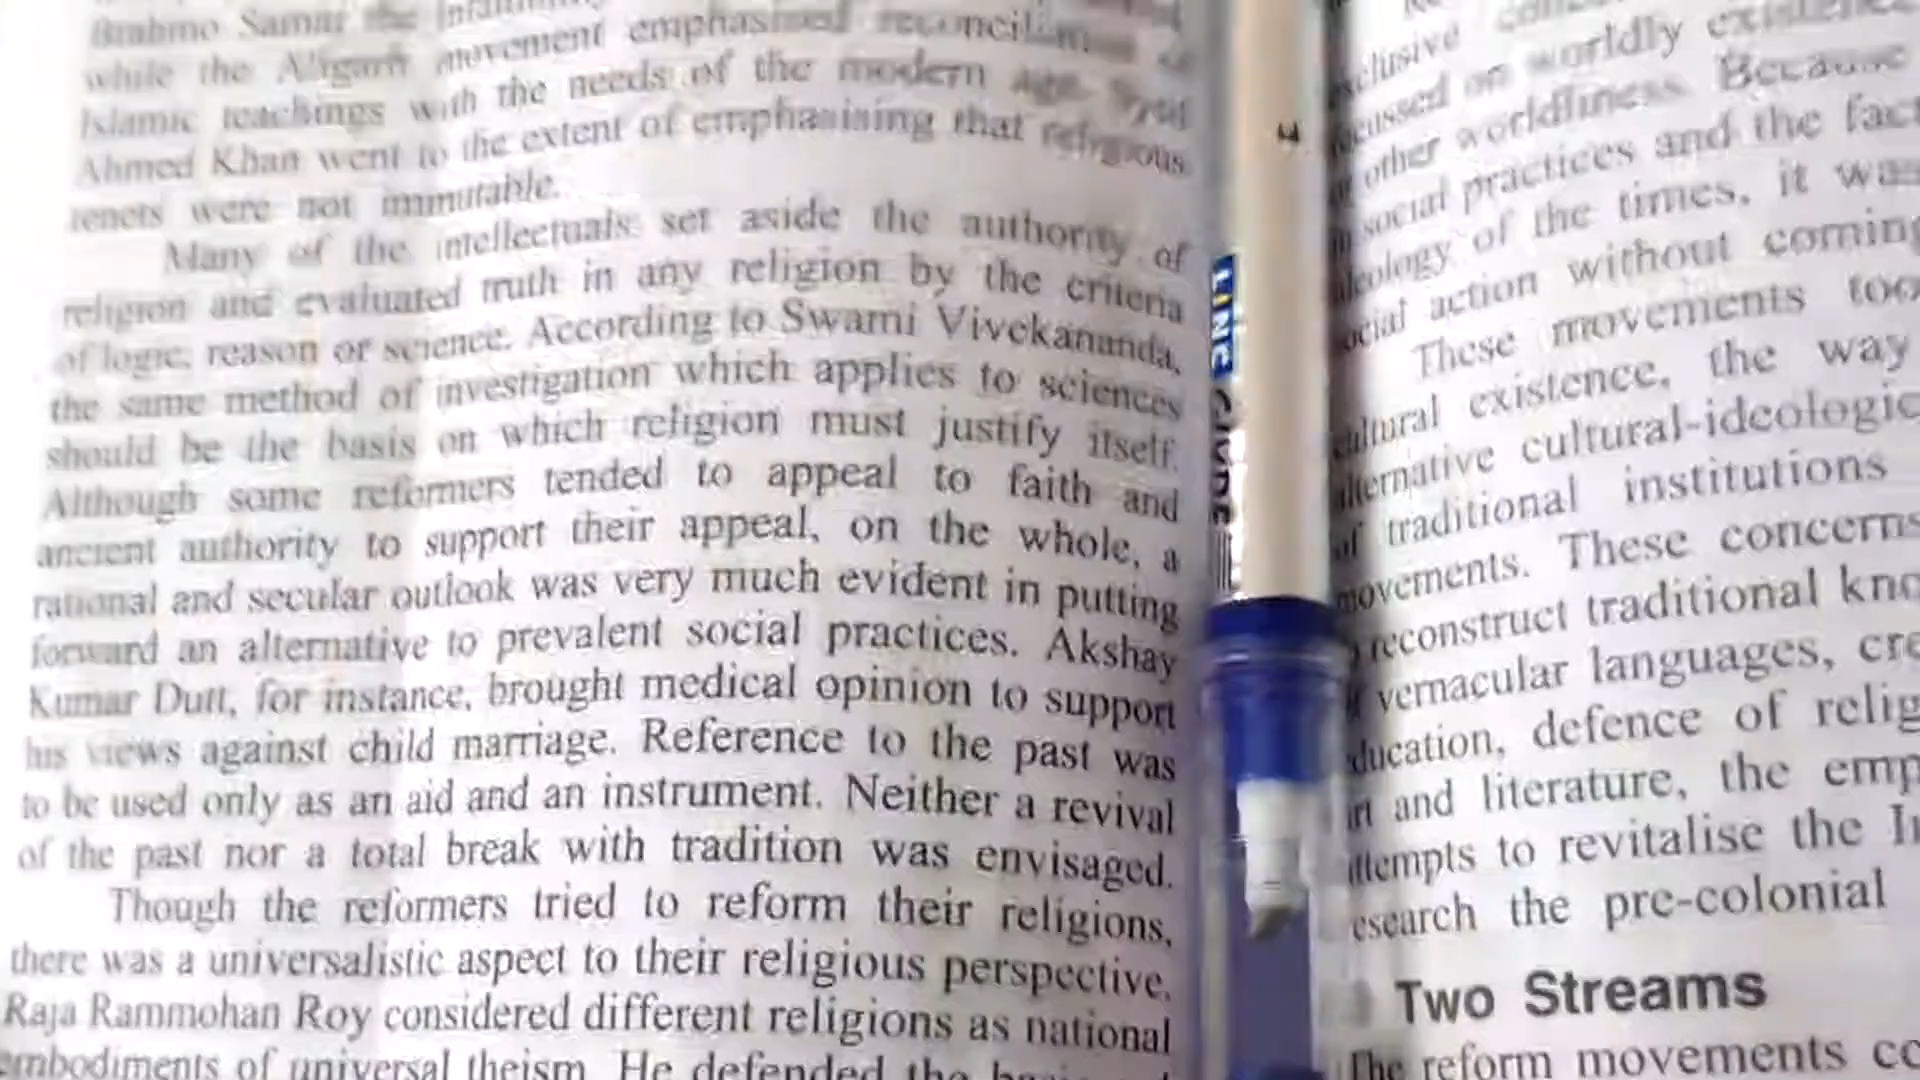 Brahmo Samaj the
while the Aligarh movement emphasised
Islamic teachings with the needs of the modern age. Syed
Ahmed Khan went to the extent of emphasising that religious
tenets were not immutable.
Many of the intellectuals set aside the authority of
religion and evaluated truth in any religion by the criteria
of logic, reason or science. According to Swami Vivekananda,
the same method of investigation which applies to sciences
should be the basis on which religion must justify itself.
Although some reformers tended to appeal to faith and
ancient authority to support their appeal, on the whole, a
rational and secular outlook was very much evident in putting
forward an alternative to prevalent social practices. Akshay
Kumar Dutt, for instance, brought medical opinion to support
his views against child marriage. Reference to the past was
to be used only as an aid and an instrument. Neither a revival
of the past nor a total break with tradition was envisaged.
Though the reformers tried to reform their religions,
there was a universalistic aspect to their religious perspective.
Raja Rammohan Roy considered different religions as national
embodiments of universal theism. He defended the
LINC
on worldly
other worldliness. Because
social practices and the fact
of the times, it was
action without coming
These movements
existence, the way
cultural-ideologic
traditional institutions
movements. These concerns
reconstruct traditional kno
vernacular languages, cre
education, defence of relig
and literature, the emp
to revitalise the I
the pre-colonial
Two Streams
The reform movements co